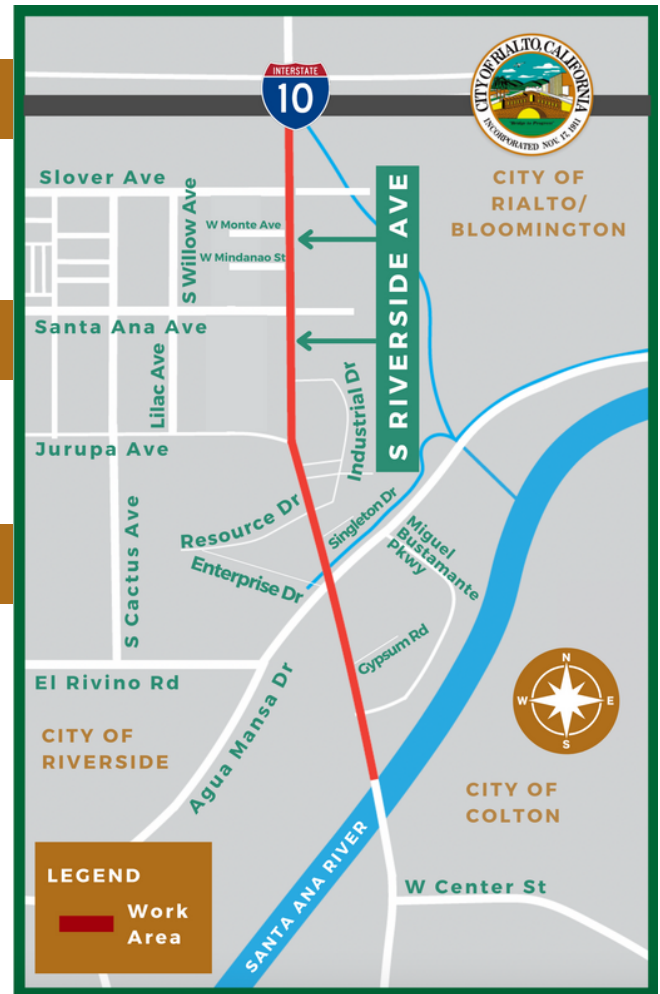 INTERSTATE
10
CITY OF RIALTO, CALIFORNIA
INCORPORATED NOV. 17, 1911
CITY OF
RIALTO/
BLOOMINGTON
Slover Ave
S Willow Ave
W Monte Ave
W Mindanao St
S RIVERSIDE AVE
Santa Ana Ave
Lilac Ave
Industrial Dr
Jurupa Ave
S Cactus Ave
Resource Dr
Singleton Dr
Miguel
Bustamante
Pkwy
Enterprise Dr
Gypsum Rd
El Rivino Rd
Agua Mansa Dr
N
W
E
S
CITY OF
RIVERSIDE
CITY OF
COLTON
SANTA ANA RIVER
W Center St
LEGEND
Work
Area